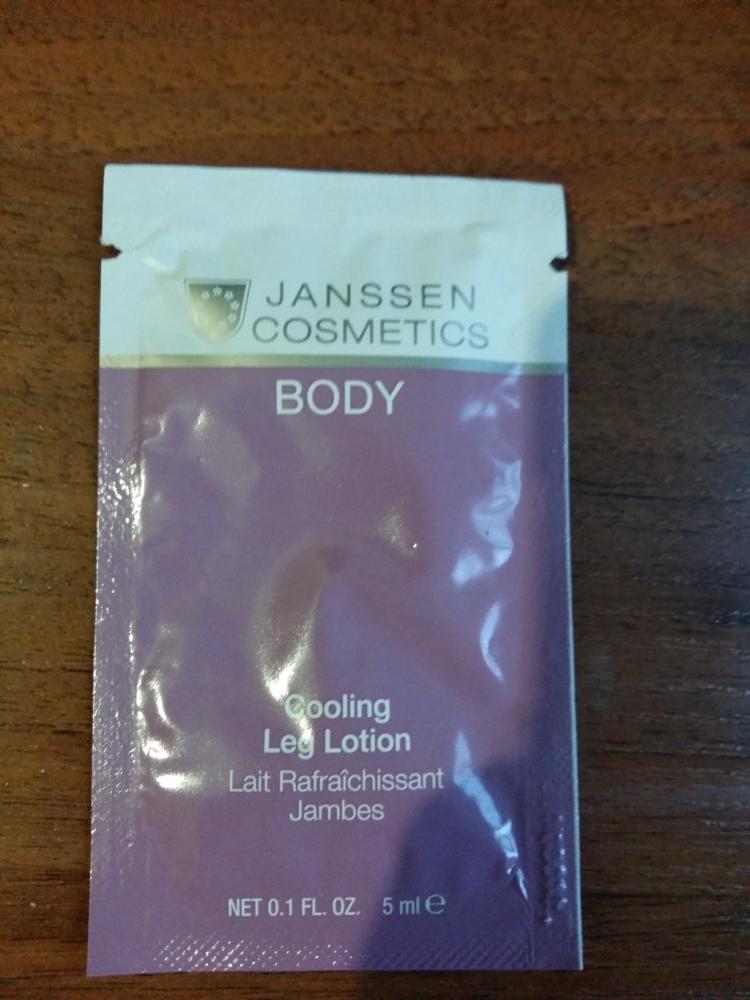 JANSSEN
COSMETICS
BODY
Cooling
Leg Lotion
Lait Rafraîchissant
Jambes
NET 0.1 FL. OZ. 5 ml ℮